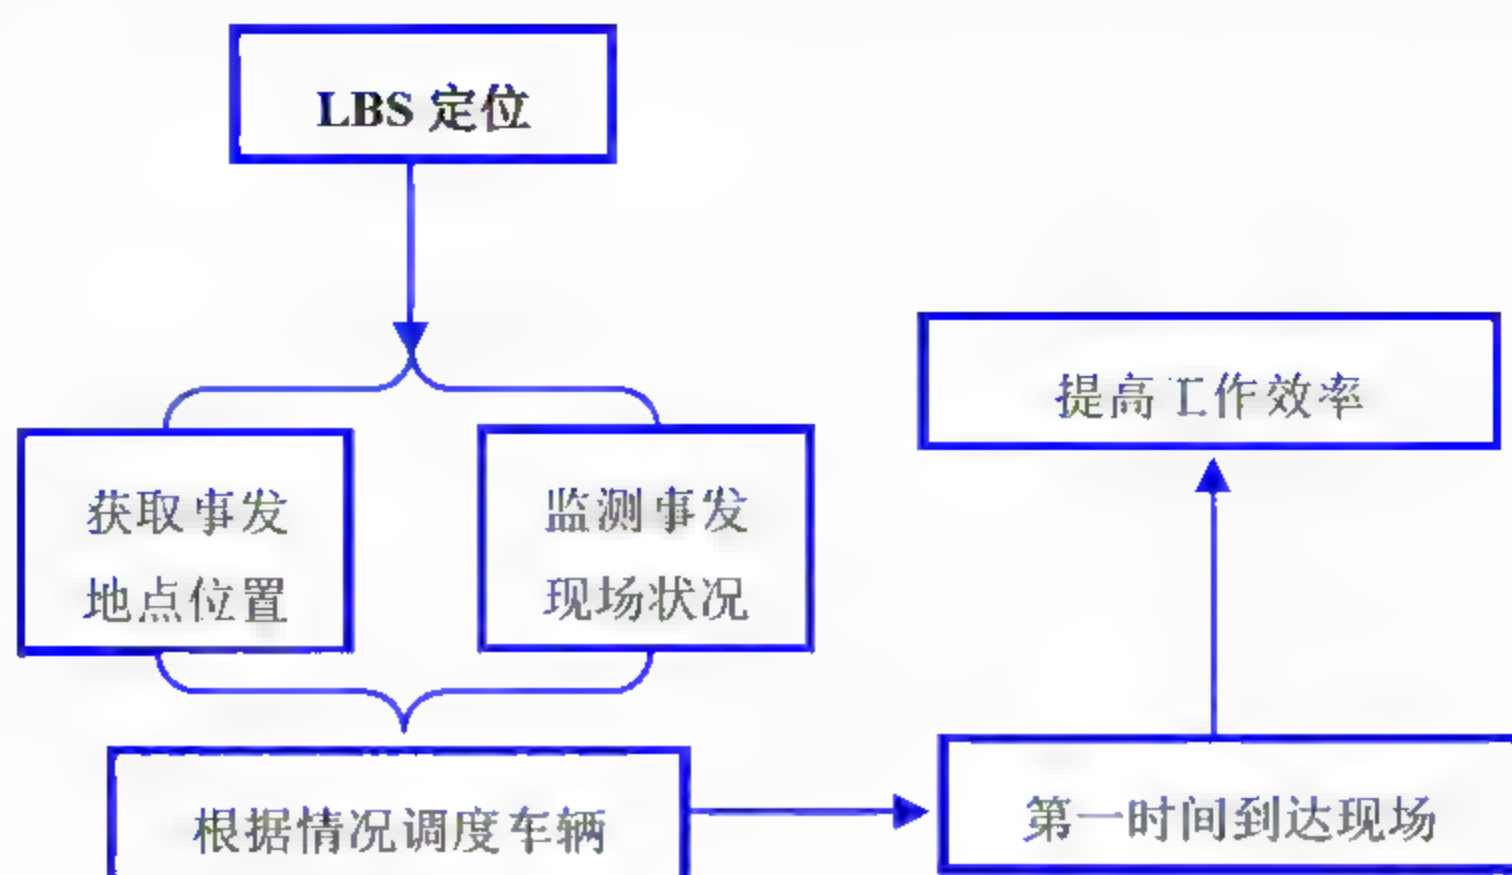 LBS 定位
提高工作效率
获取事发
地点位置
监测事发
现场状况
根据情况调度车辆
第一时间到达现场